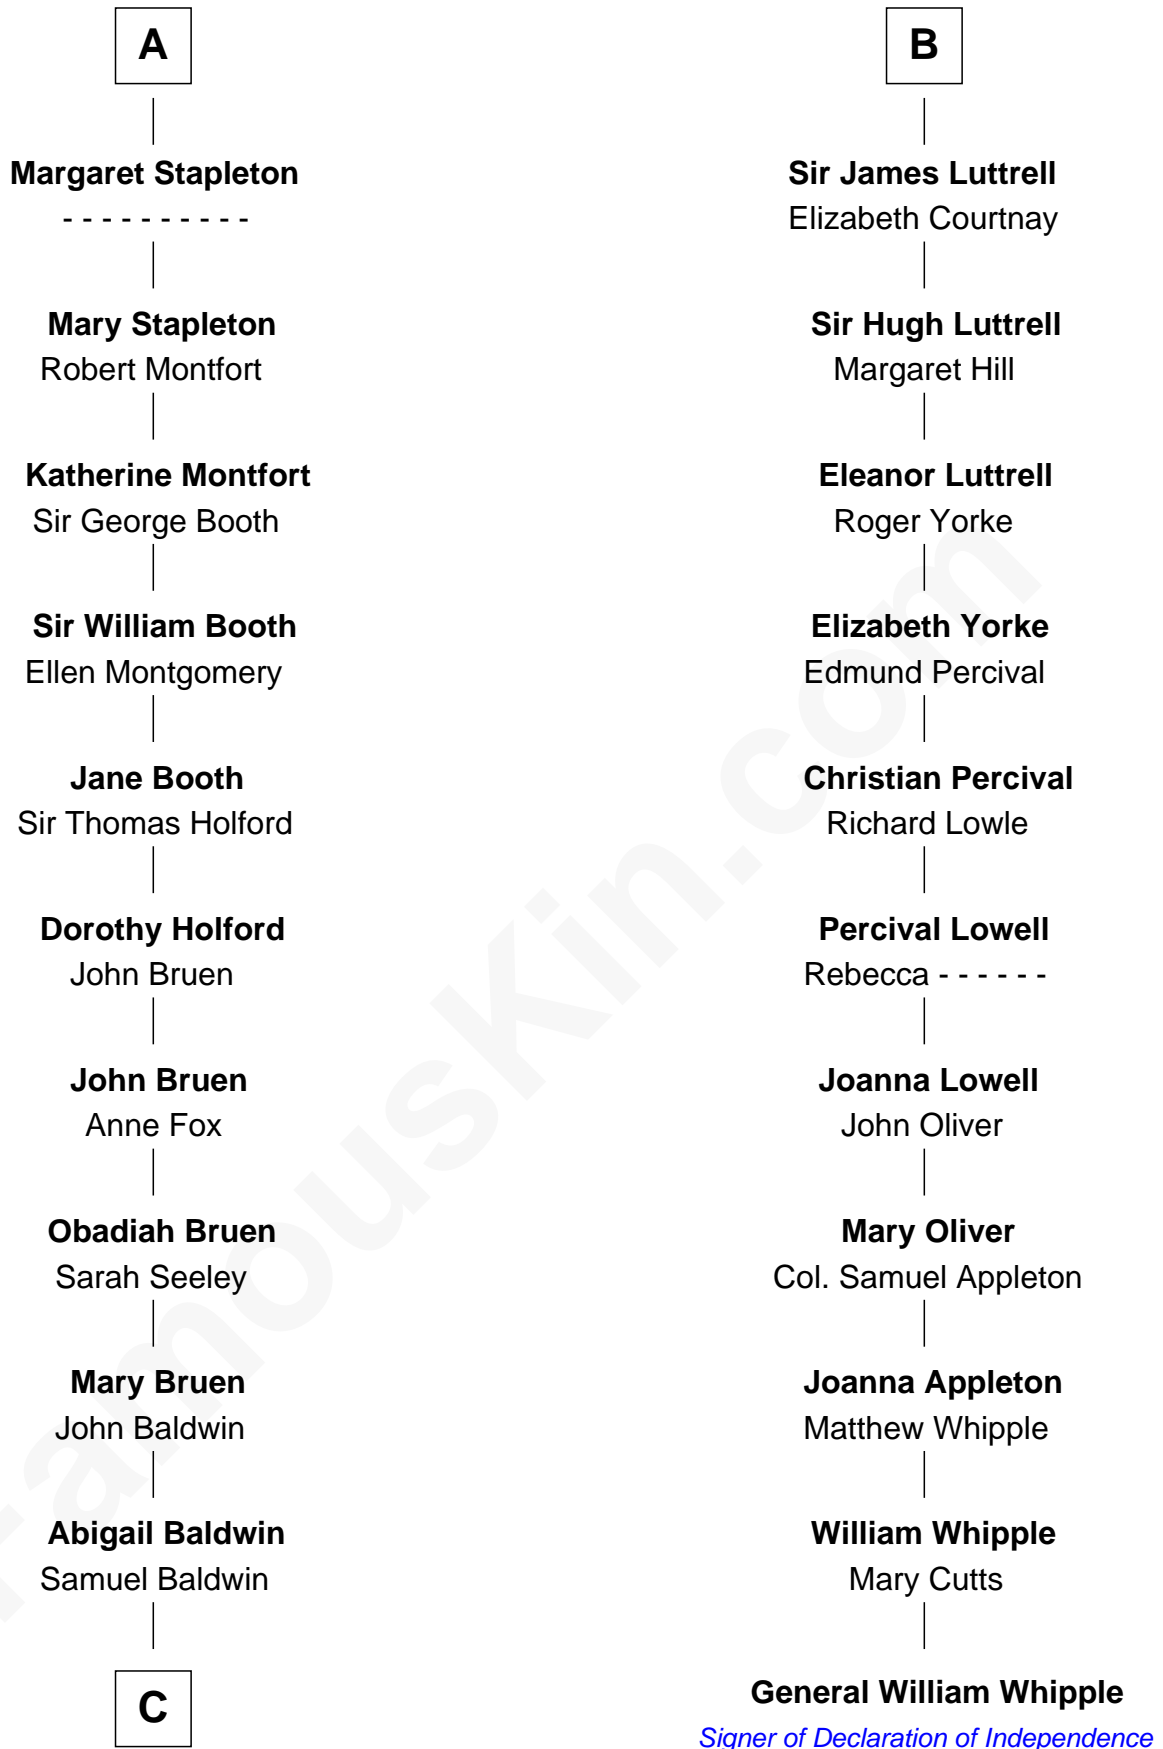 A
Margaret Stapleton
- - - - - - - - - -
Mary Stapleton
Robert Montfort
Katherine Montfort
Sir George Booth
Sir William Booth
Ellen Montgomery
Jane Booth
Sir Thomas Holford
Dorothy Holford
John Bruen
John Bruen
Anne Fox
Obadiah Bruen
Sarah Seeley
Mary Bruen
John Baldwin
Abigail Baldwin
Samuel Baldwin
C
B
Sir James Luttrell
Elizabeth Courtnay
Sir Hugh Luttrell
Margaret Hill
Eleanor Luttrell
Roger Yorke
Elizabeth Yorke
Edmund Percival
Christian Percival
Richard Lowle
Percival Lowell
Rebecca - - - - - -
Joanna Lowell
John Oliver
Mary Oliver
Col. Samuel Appleton
Joanna Appleton
Matthew Whipple
William Whipple
Mary Cutts
General William Whipple
Signer of Declaration of Independence
FamousKin.com